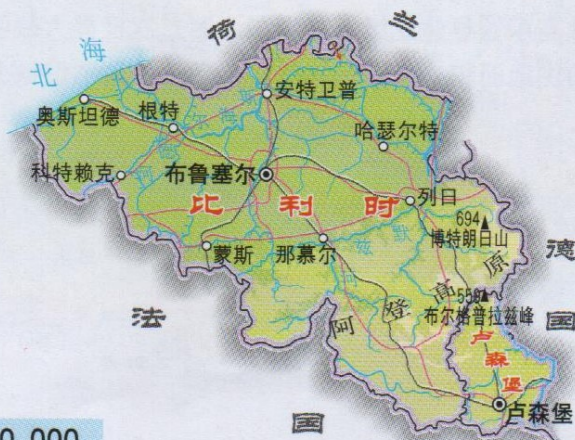 荷兰
北海
安特卫普
奥斯坦德
根特
哈瑟尔特
科特赖克
布鲁塞尔
比利时
列日
694
博特朗日山
蒙斯
那慕尔
德国
阿登高原
559
布尔格普拉兹峰
法国
卢森堡
卢森堡
0 000